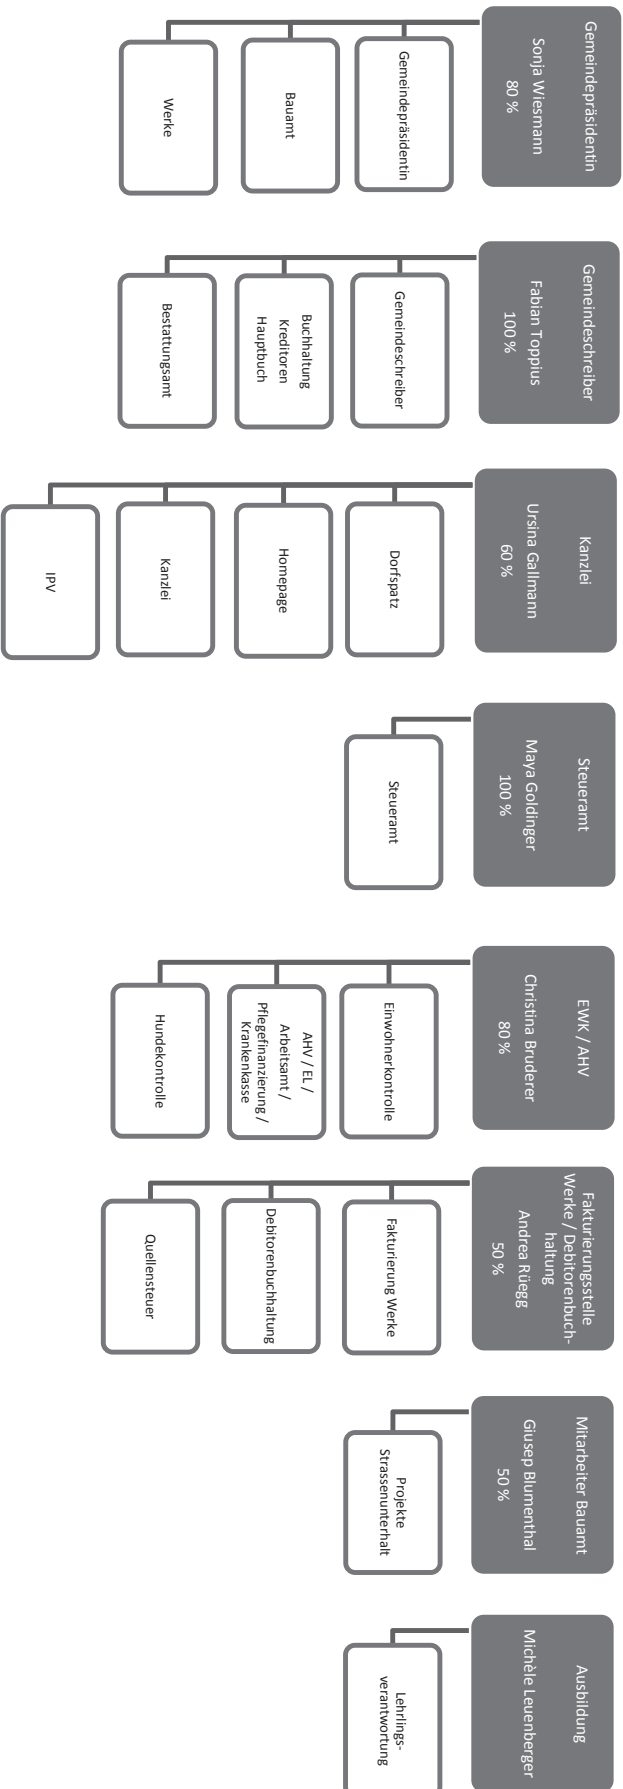 Gemeindepräsidentin
Sonja Wiesmann
80 %
Gemeindepräsidentin
Bauamt
Werke
Gemeindeschreiber
Fabian Toppius
100 %
Gemeindeschreiber
Buchhaltung
Kreditoren
Hauptbuch
Bestattungsamt
Kanzlei
Ursina Gallmann
60 %
Dorfspatz
Homepage
Kanzlei
IPV
Steueramt
Maya Goldinger
100 %
Steueramt
EWK / AHV
Christina Bruderer
80 %
Einwohnerkontrolle
AHV / EL /
Arbeitsamt /
Pflegefinanzierung /
Krankenkasse
Hundekontrolle
Fakturierungsstelle
Werke / Debitorenbuch-
haltung
Andrea Rüegg
50 %
Fakturierung Werke
Debitorenbuchhaltung
Quellensteuer
Mitarbeiter Bauamt
Giusep Blumenthal
50 %
Projekte
Strassenunterhalt
Ausbildung
Michèle Leuenberger
Lehrlings-
verantwortung